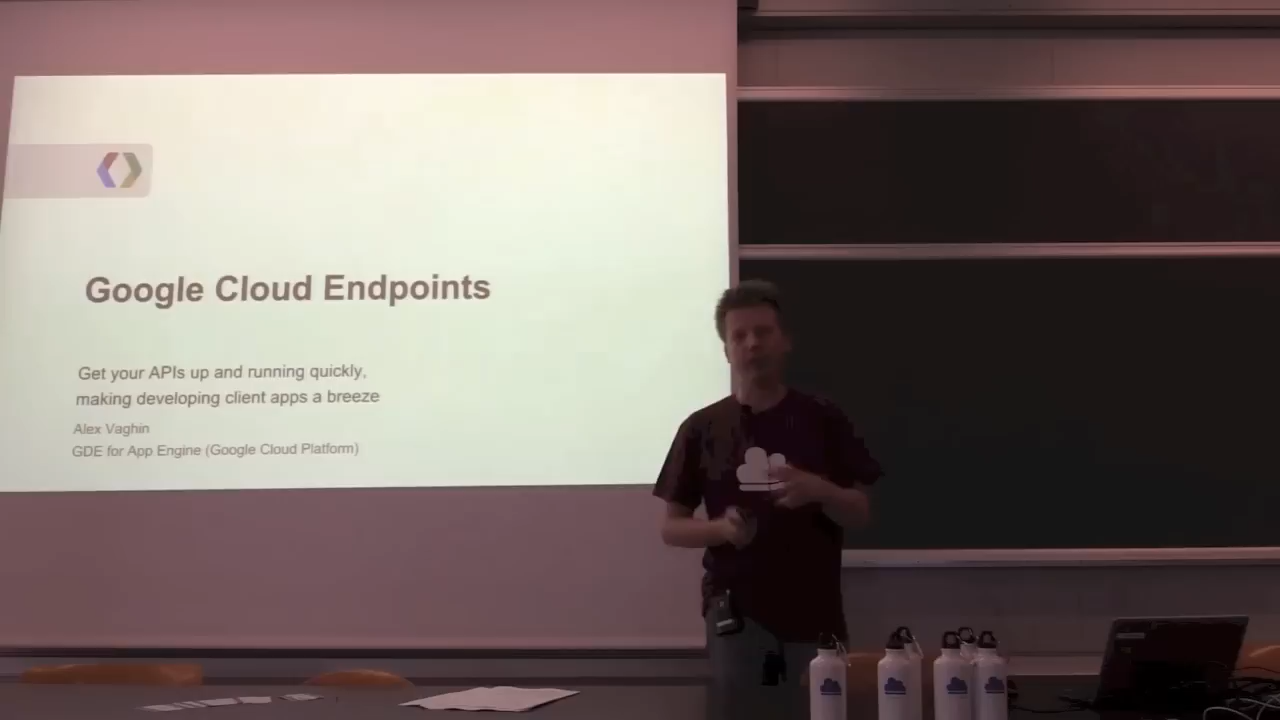 Google Cloud Endpoints
Get your APIs up and running quickly,
making developing client apps a breeze
Alex Vaghin
GDE for App Engine (Google Cloud Platform)